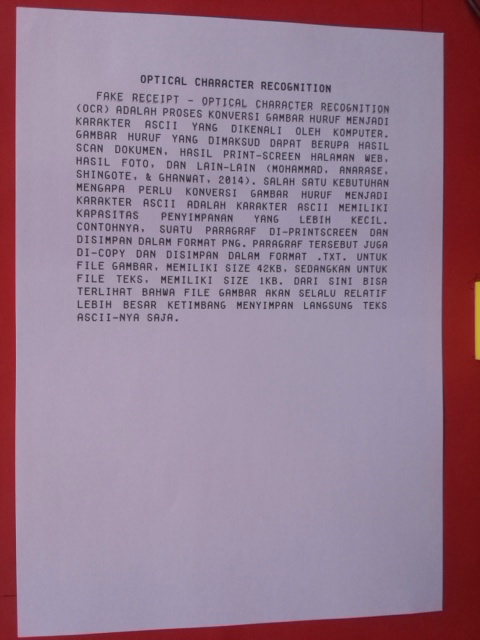 OPTICAL CHARACTER RECOGNITION
FAKE RECEIPT - OPTICAL CHARACTER RECOGNITION
(OCR) ADALAH PROSES KONVERSI GAMBAR HURUF MENJADI
KARAKTER ASCII YANG DIKENALI OLEH KOMPUTER.
GAMBAR HURUF YANG DIMAKSUD DAPAT BERUPA HASIL
SCAN DOKUMEN, HASIL PRINT-SCREEN HALAMAN WEB,
HASIL FOTO, DAN LAIN-LAIN (MOHAMMAD, ANARASE,
SHINGOTE, & GHANWAT, 2014). SALAH SATU KEBUTUHAN
MENGAPA PERLU KONVERSI GAMBAR HURUF MENJADI
KARAKTER ASCII ADALAH KARAKTER ASCII MEMILIKI
KAPASITAS PENYIMPANAN YANG LEBIH KECIL.
CONTOHNYA, SUATU PARAGRAF DI-PRINTSCREEN DAN
DISIMPAN DALAM FORMAT PNG. PARAGRAF TERSEBUT JUGA
DI-COPY DAN DISIMPAN DALAM FORMAT .TXT. UNTUK
FILE GAMBAR, MEMILIKI SIZE 42KB, SEDANGKAN UNTUK
FILE TEKS, MEMILIKI SIZE 1KB. DARI SINI BISA
TERLIHAT BAHWA FILE GAMBAR AKAN SELALU RELATIF
LEBIH BESAR KETIMBANG MENYIMPAN LANGSUNG TEKS
ASCII-NYA SAJA.